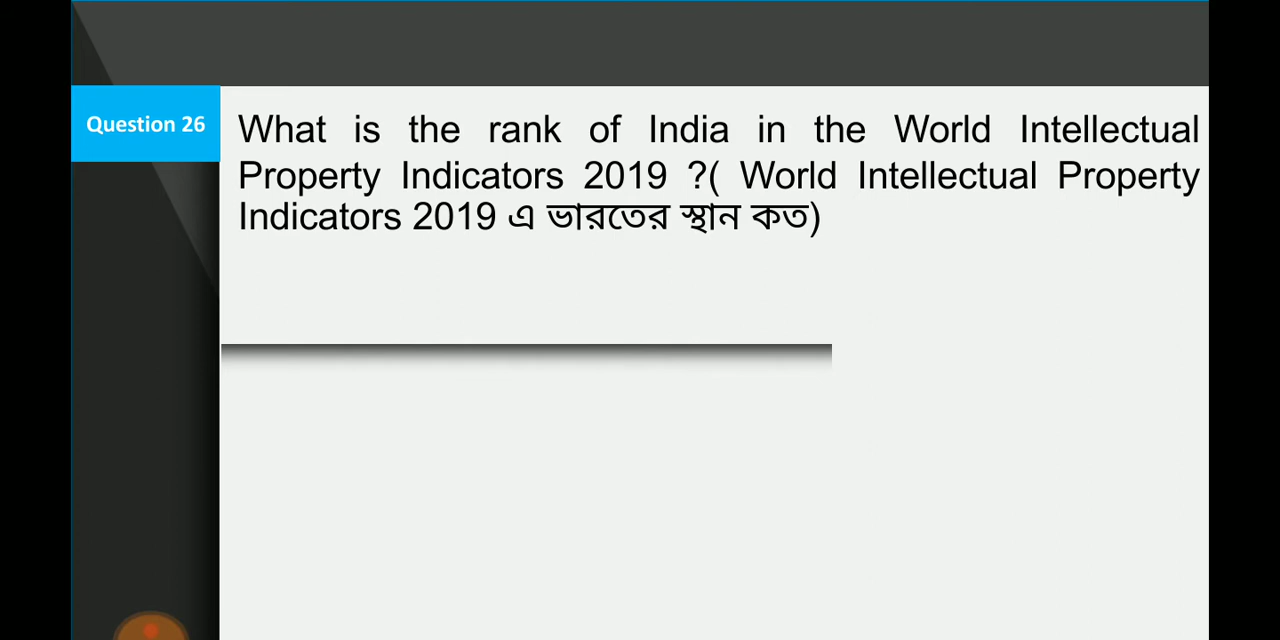 Question 26
What is the rank of India in the World Intellectual
Property Indicators 2019 ?( World Intellectual Property
Indicators 2019 এ ভারতের স্থান কত)